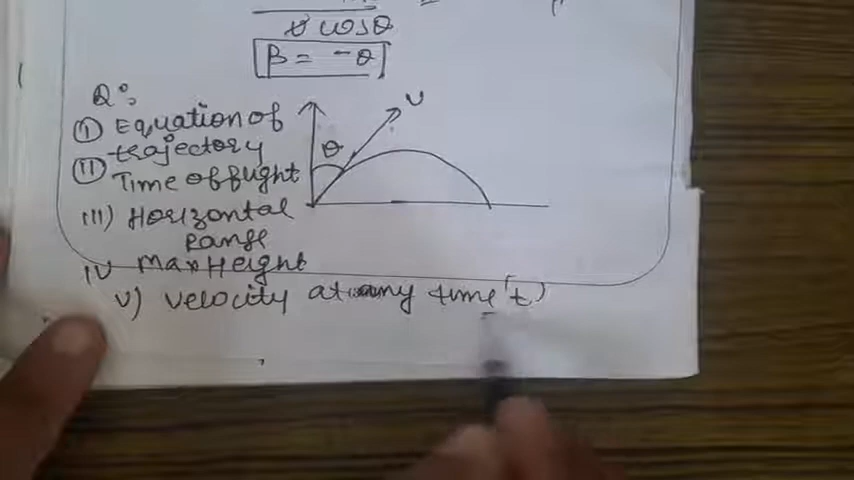 θ cosθ
β = -θ
Q:
I Equation of
trajectory
II Time of flight
III) Horizontal
Range
IV Max Height
V) velocity at any time (t)
θ
u